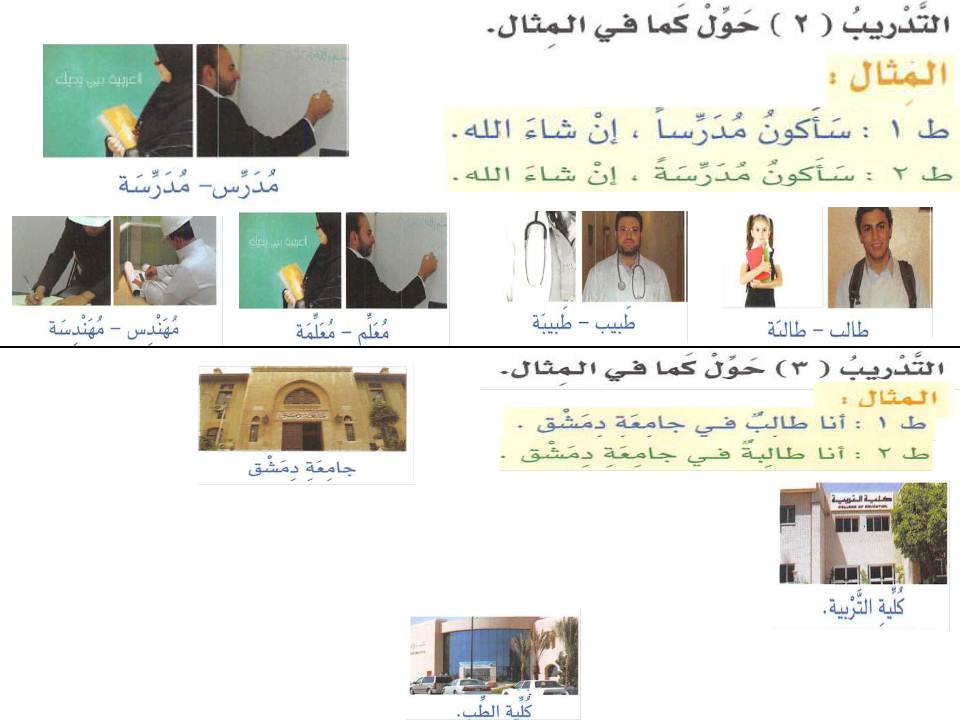 التَّدْريبُ ( ٢ ) حَوِّلْ كَما في المِثال.
المِثال :
ط ١ : سَأَكونُ مُدَرِّساً ، إنْ شاءَ الله.
ط ٢ : سَأَكونُ مُدَرِّسَةً ، إنْ شاءَ الله.
العربية بين يديك
مُدَرِّس– مُدَرِّسَة
طالب – طالبَة
طَبيب – طَبيبَة
العربية بين يديك
مُعَلِّم – مُعَلِّمَة
مُهَنْدِس – مُهَنْدِسَة
التَّدْريبُ ( ٣ ) حَوِّلْ كَما في المِثال.
المثال :
ط ١ : أنا طالِبٌ في جامِعَةِ دِمَشْق .
ط ٢ : أنا طالِبةٌ في جامِعَةِ دِمَشْق .
جامِعَةِ دِمَشْق
كلية التربية
COLLEGE OF EDUCATION
كُلِّيةِ التَّرْبية.
كُلِّية الطِّب.